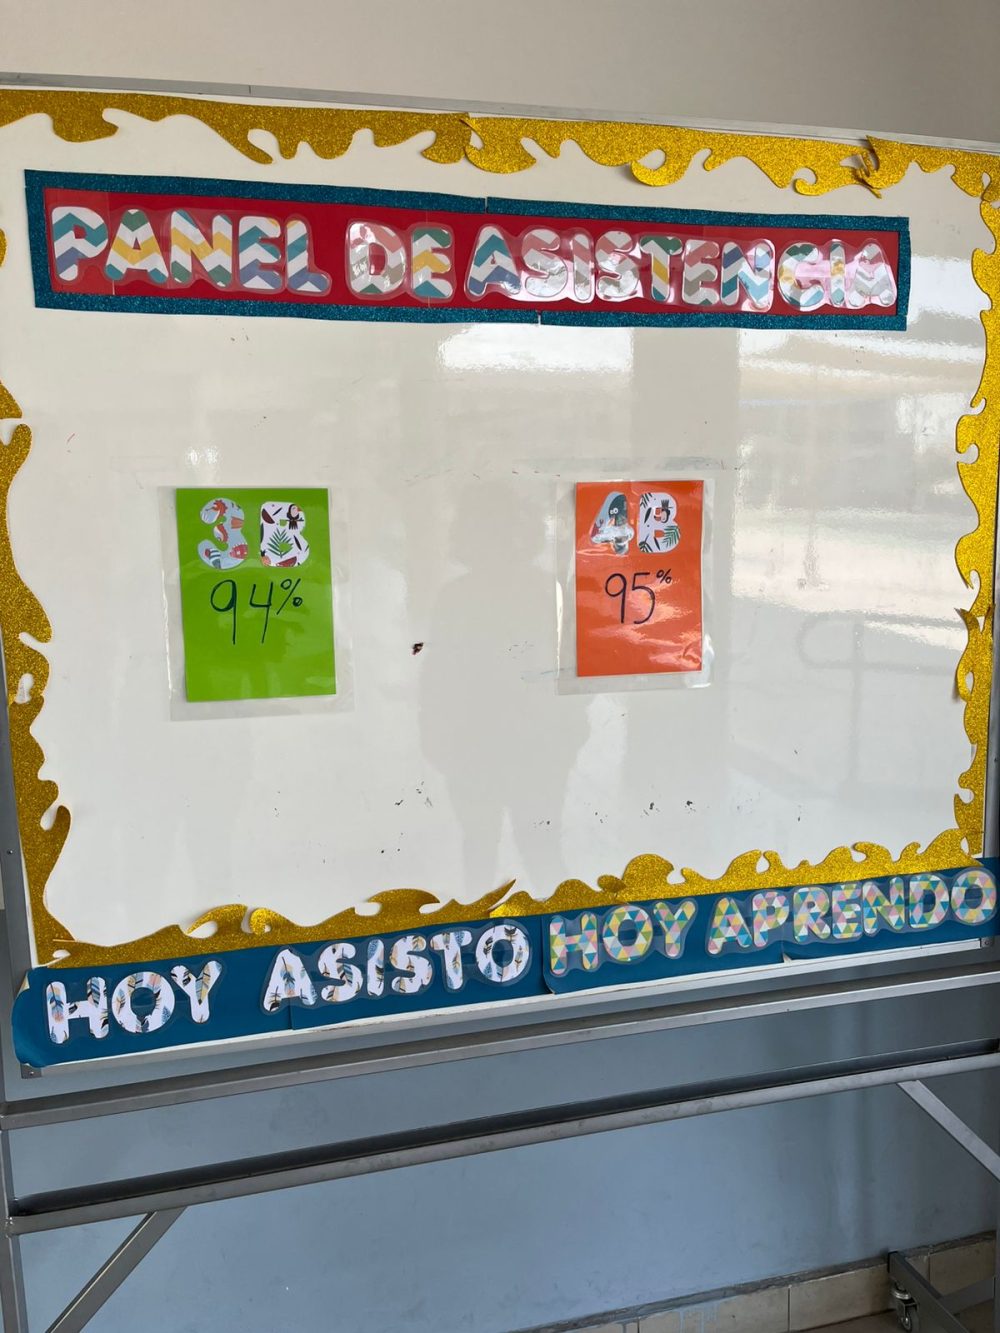 PANEL DE ASISTENCIA
3B
94%
4B
95%
HOY ASISTO HOY APRENDO